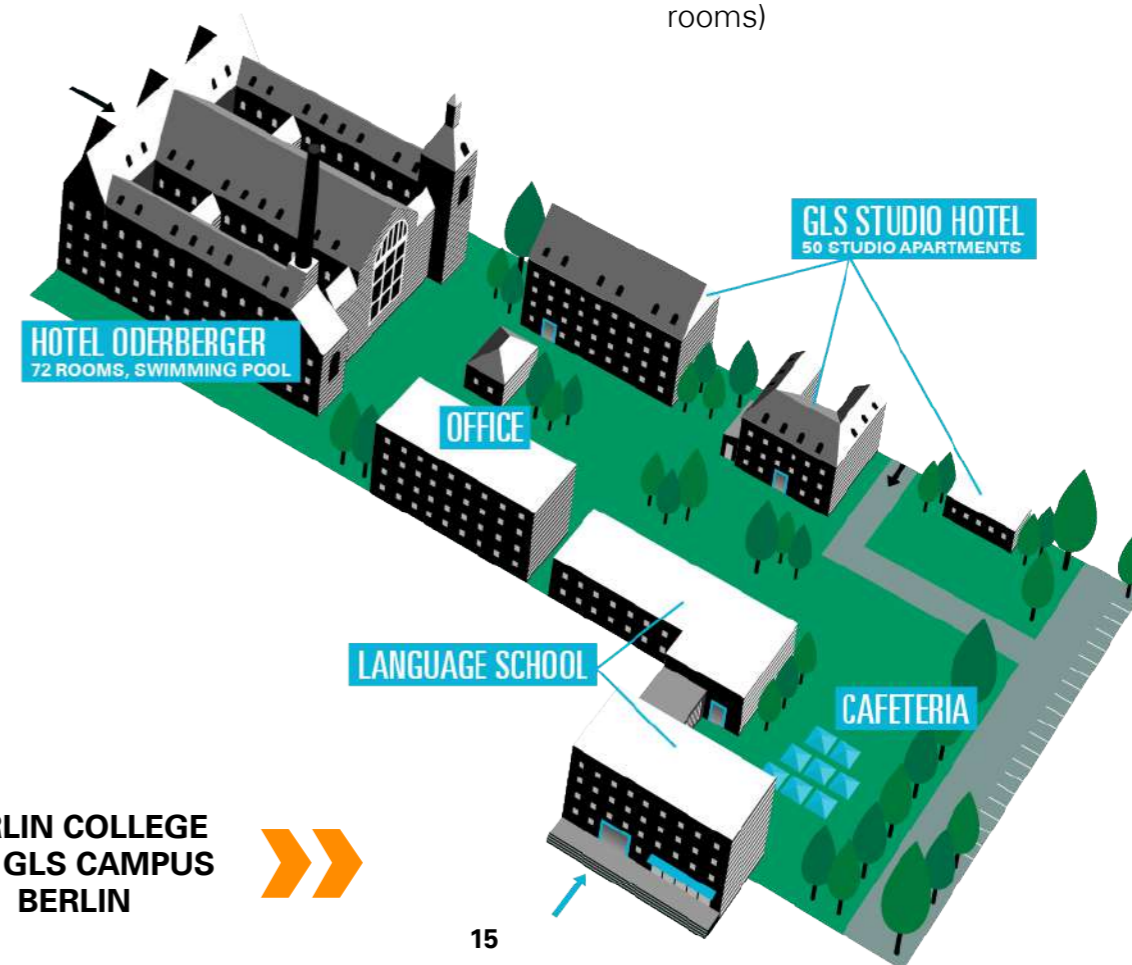 rooms)
GLS STUDIO HOTEL
50 STUDIO APARTMENTS
HOTEL ODERBERGER
72 ROOMS, SWIMMING POOL
OFFICE
LANGUAGE SCHOOL
CAFETERIA
COLLEGE
GLS CAMPUS
BERLIN
15